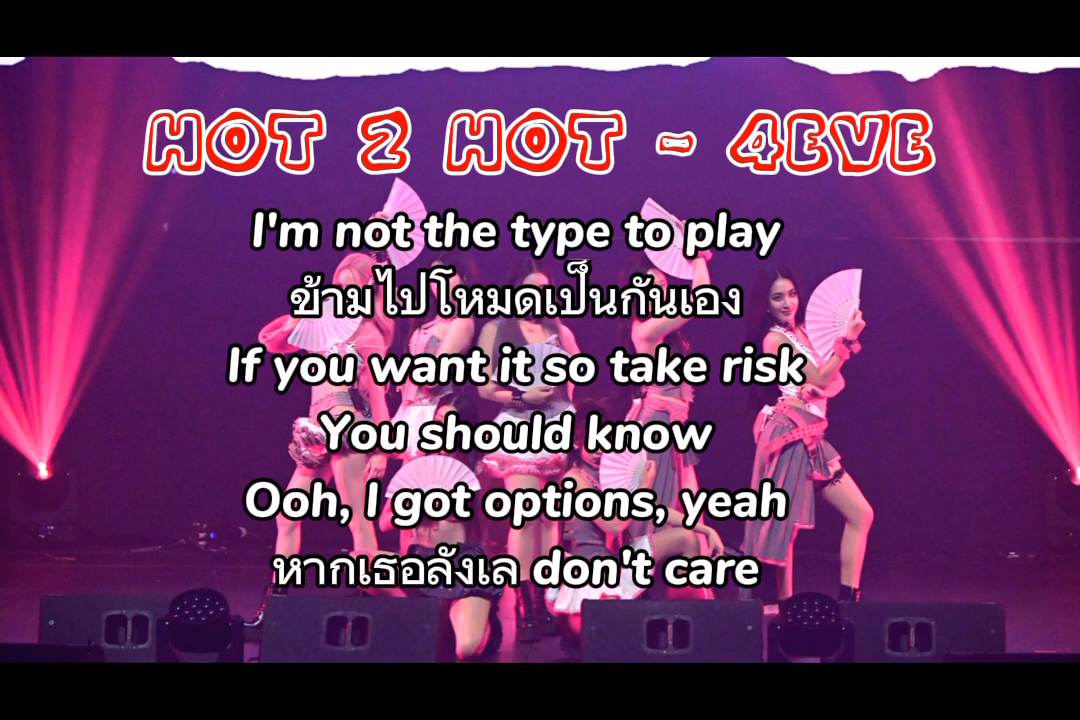 HOT 2 HOT - 4EVE
I'm not the type to play
ข้ามไปโหมดเป็นกันเอง
If you want it so take risk
You should know
Ooh, I got options, yeah
หากเธอลังเล don't care